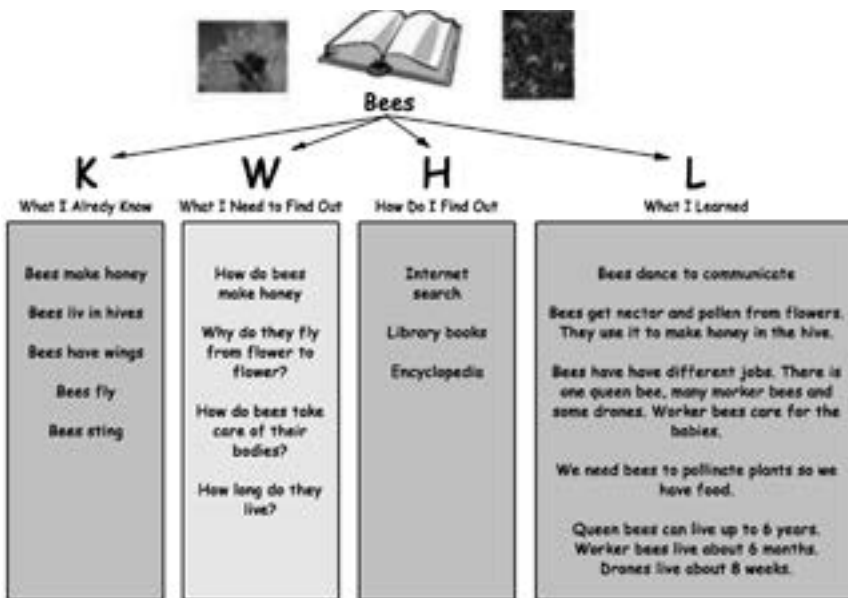 Bees
K
What I Alredy Know
Bees make honey
Bees liv in hives
Bees have wings
Bees fly
Bees sting
W
What I Need to Find Out
How do bees
make honey
Why do they fly
from flower to
flower?
How do bees take
care of their
bodies?
How long do they
live?
H
How Do I Find Out
Internet
search
Library books
Encyclopedia
L
What I Learned
Bees dance to communicate
Bees get nectar and pollen from flowers.
They use it to make honey in the hive.
Bees have have different jobs. There is
one queen bee, many morker bees and
some drones. Worker bees care for the
babies.
We need bees to pollinate plants so we
have food.
Queen bees can live up to 6 years.
Worker bees live about 6 months.
Drones live about 8 weeks.